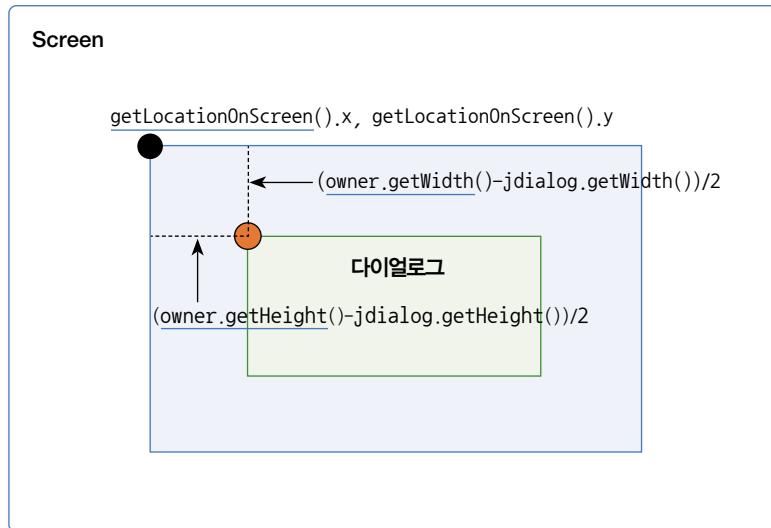 Screen
getLocationOnScreen().x, getLocationOnScreen().y
(owner.getWidth()-jdialog.getWidth())/2
다이얼로그
(owner.getHeight()-jdialog.getHeight())/2